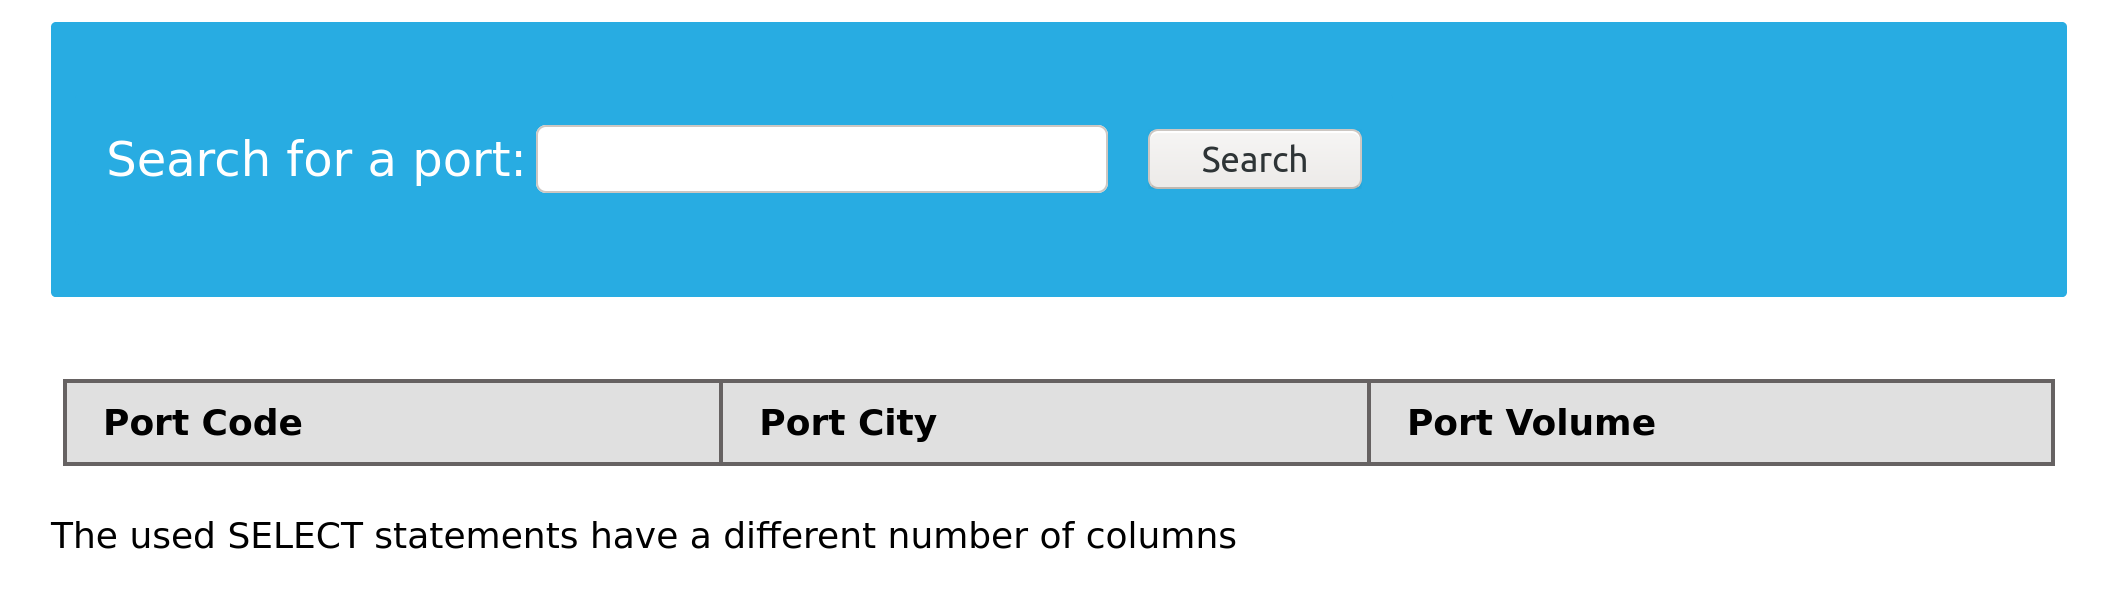 Search for a port: Search
Port Code Port City Port Volume
The used SELECT statements have a different number of columns